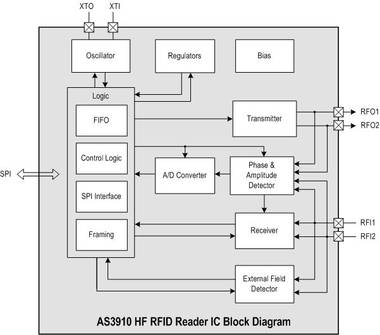 XTO XTI
Oscillator
Regulators
Bias
Logic
FIFO
Transmitter
RFO1
RFO2
Control Logic
A/D Converter
Phase &
Amplitude
Detector
SPI
SPI Interface
Framing
Receiver
RFI1
RFI2
External Field
Detector
AS3910 HF RFID Reader IC Block Diagram